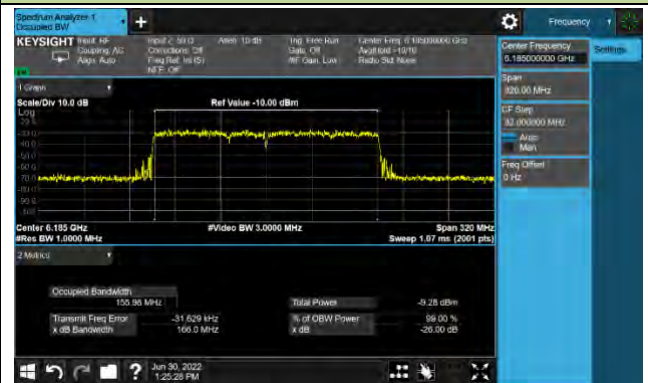 Spectrum Analyzer 1
Occupied BW
+
Frequency
KEYSIGHT Input: RF
Coupling: AC
Align: Auto
Input Z: 50 Ω
Corrections: Off
Freq Ref: Int (S)
NFE: Off
Atten: 10 dB
Trig: Free Run
Gate: Off
#IF Gain: Low
Center Freq: 6.185000000 GHz
Avg|Hold: >10/10
Radio Std: None
Center Frequency
6.185000000 GHz
Settings
Span
320.00 MHz
CF Step
32.000000 MHz
Auto
Man
Freq Offset
0 Hz
1 Graph
Scale/Div 10.0 dB
Ref Value -10.00 dBm
Log
Center 6.185 GHz
#Video BW 3.0000 MHz
Span 320 MHz
#Res BW 1.0000 MHz
Sweep 1.07 ms (2001 pts)
2 Metrics
Occupied Bandwidth
155.98 MHz
Total Power
-9.28 dBm
Transmit Freq Error
-31.629 kHz
% of OBW Power
99.00 %
x dB Bandwidth
166.0 MHz
x dB
-26.00 dB
?
Jun 30, 2022
1:25:28 PM